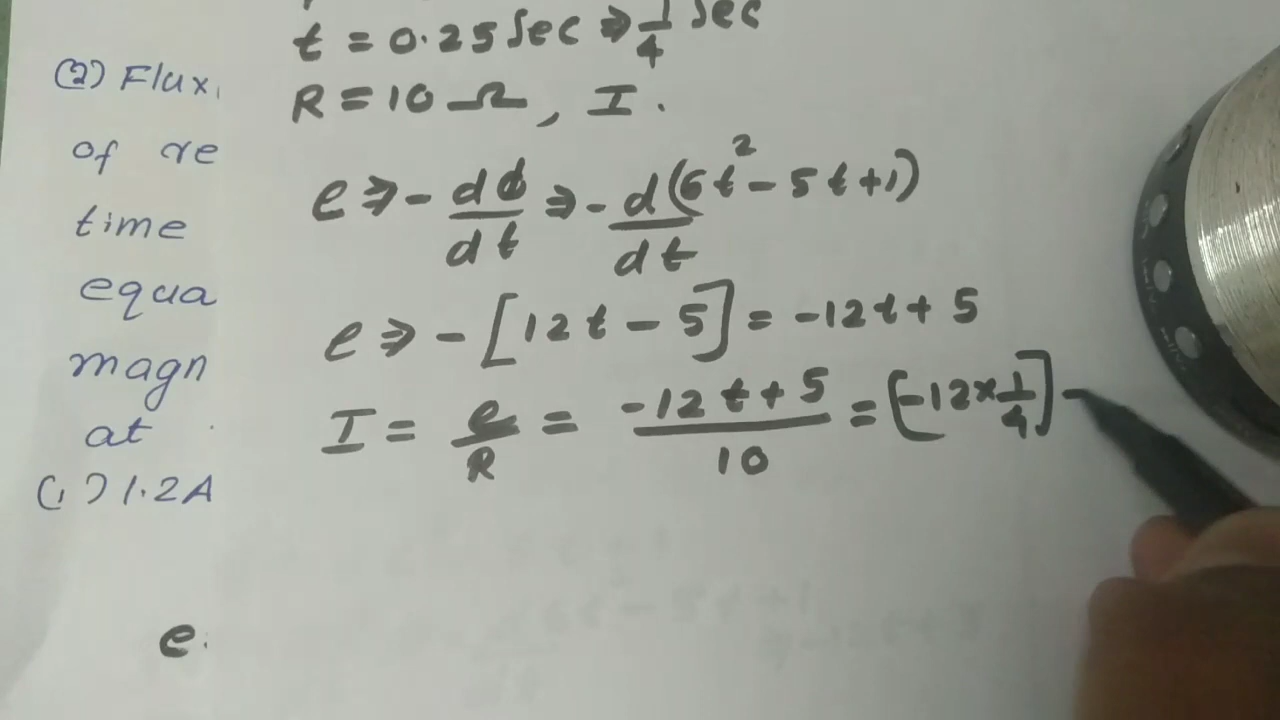 t = 0.25 Sec ⇒ 1/4 Sec
(2) Flux,
R = 10 Ω, I.
of re
e ⇒ - dϕ/dt ⇒ - d(6t² - 5t + 1)/dt
time
equa
e ⇒ - [12t - 5] = -12t + 5
magn
I = e/R = -12t + 5/10 = [-12 × 1/4] -
at
(1) 1.2A
e.